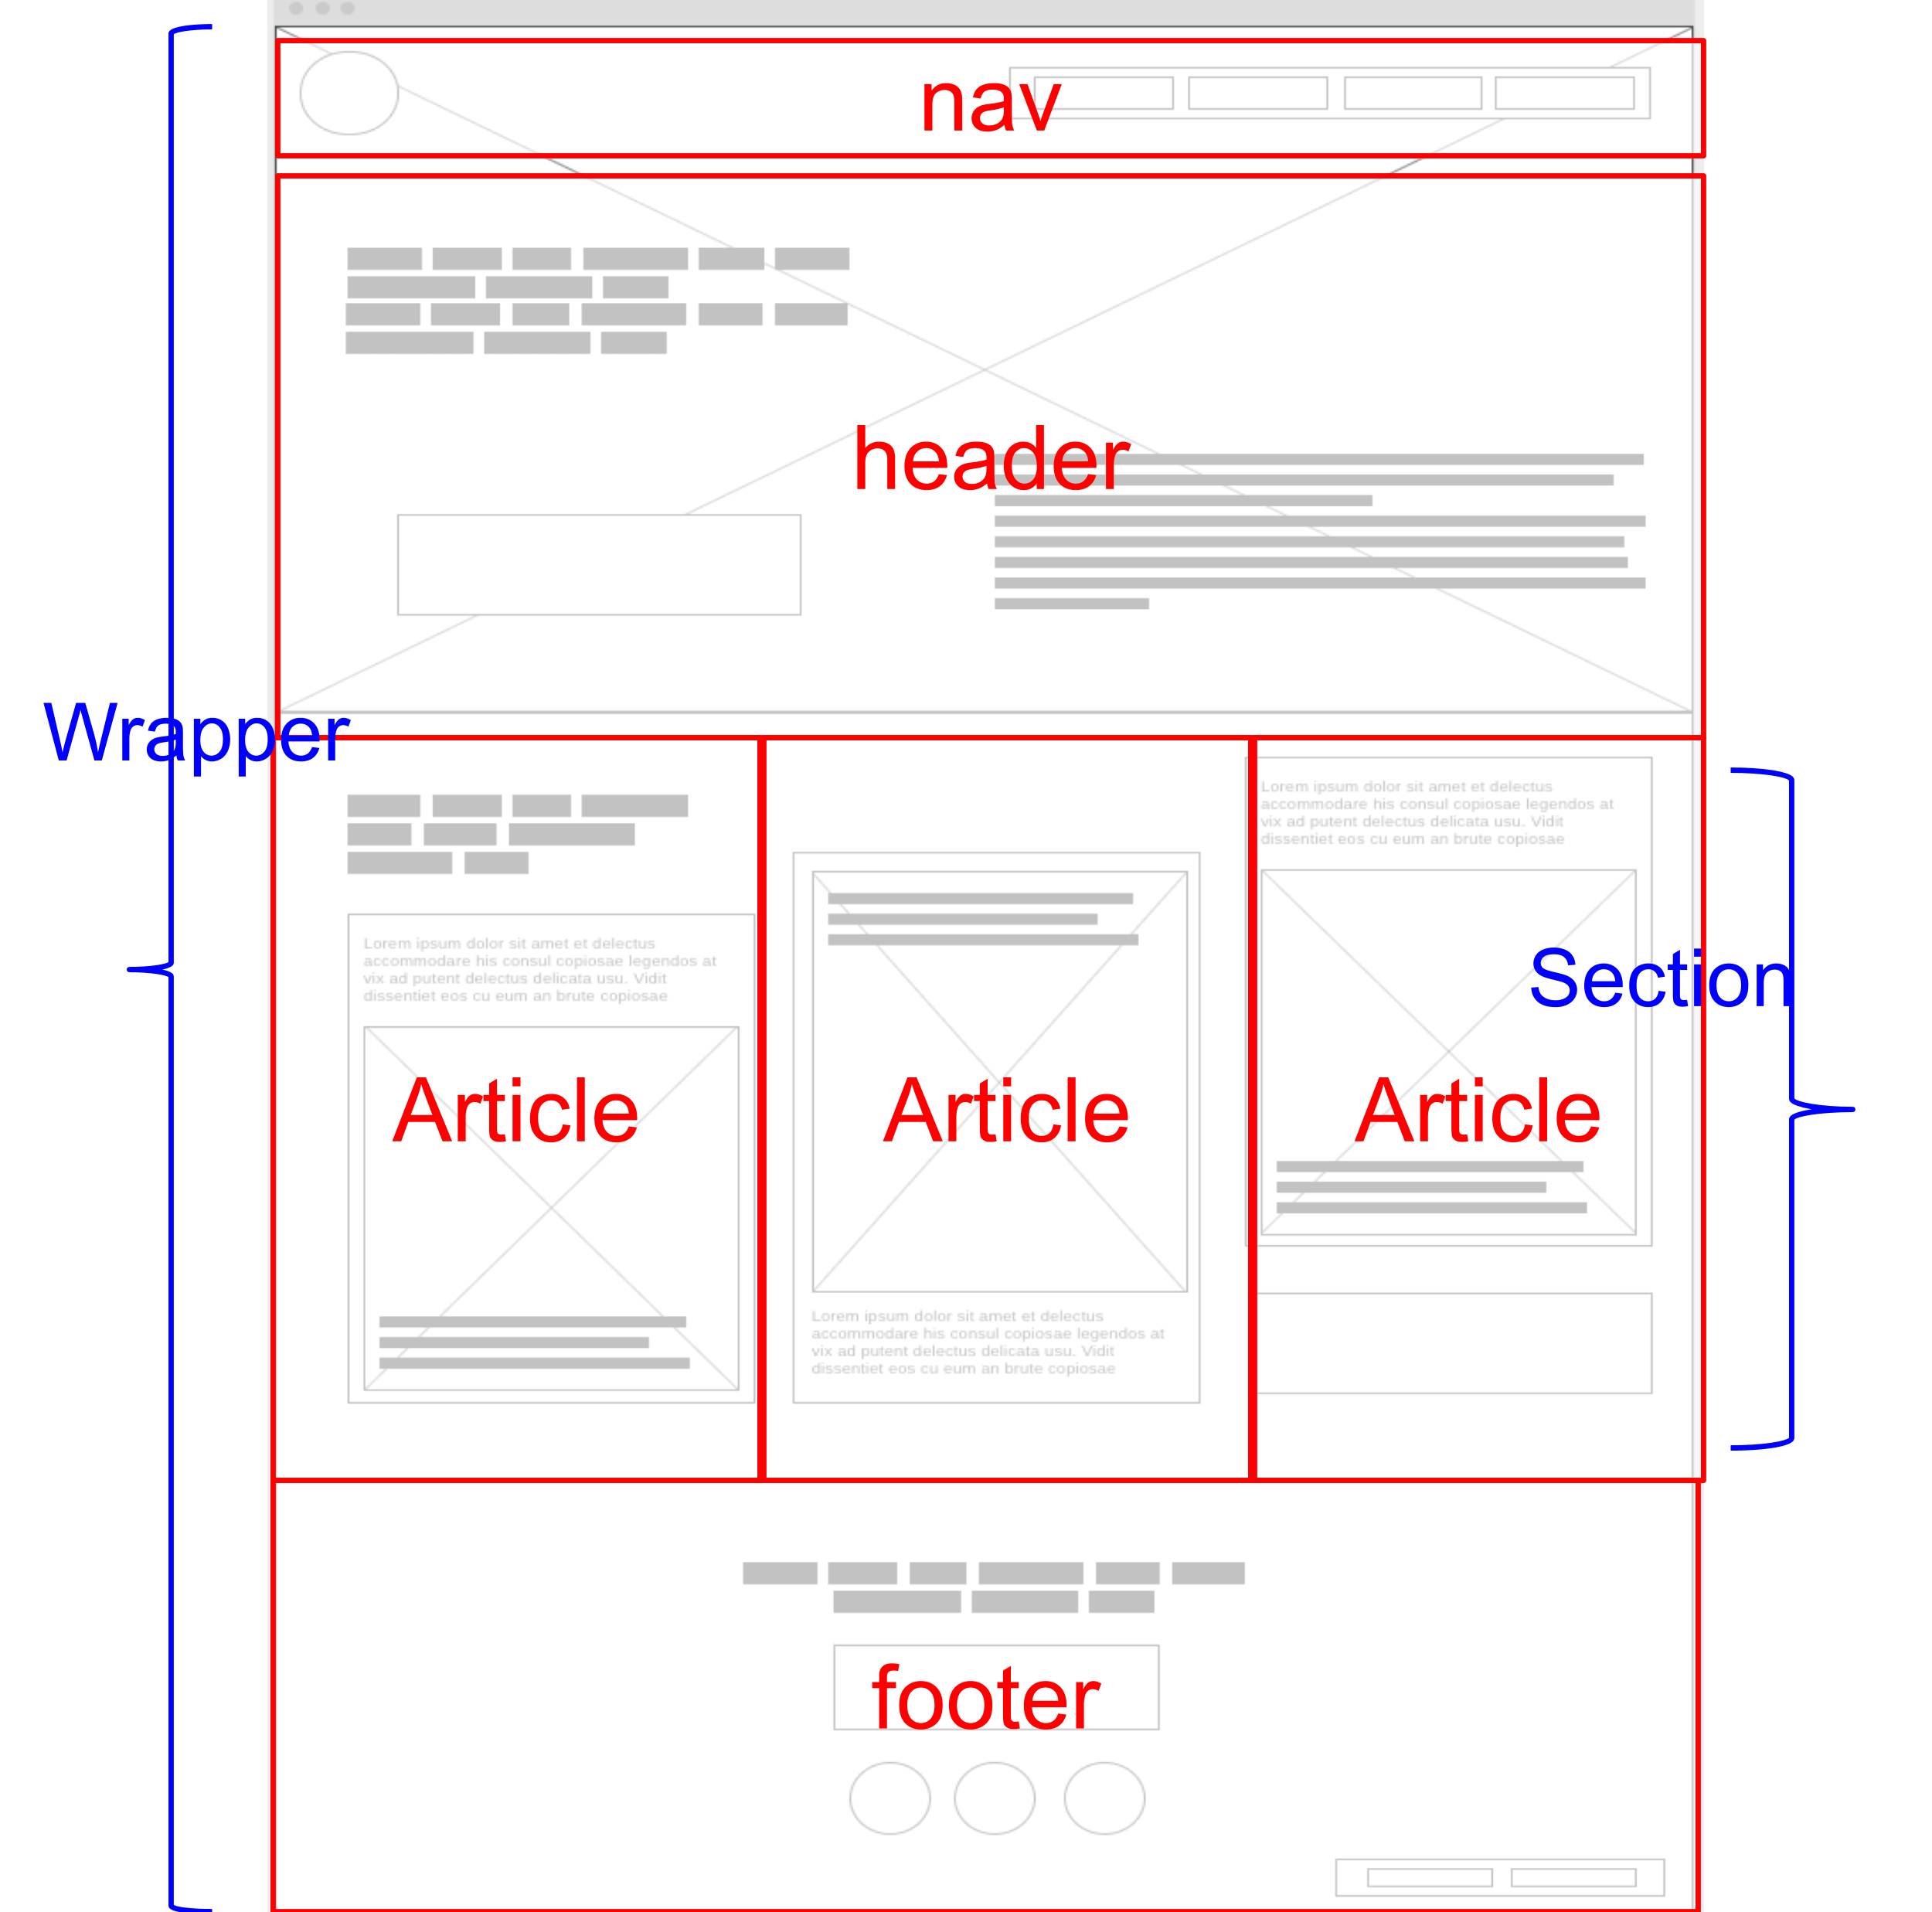 nav
header
Wrapper
Lorem ipsum dolor sit amet et delectus
accommodare his consul copiosae legendos at
vix ad putent delectus delicata usu. Vidit
dissentiet eos cu eum an brute copiosae
Lorem ipsum dolor sit amet et delectus
accommodare his consul copiosae legendos at
vix ad putent delectus delicata usu. Vidit
dissentiet eos cu eum an brute copiosae
Section
Article
Article
Article
Lorem ipsum dolor sit amet et delectus
accommodare his consul copiosae legendos at
vix ad putent delectus delicata usu. Vidit
dissentiet eos cu eum an brute copiosae
footer